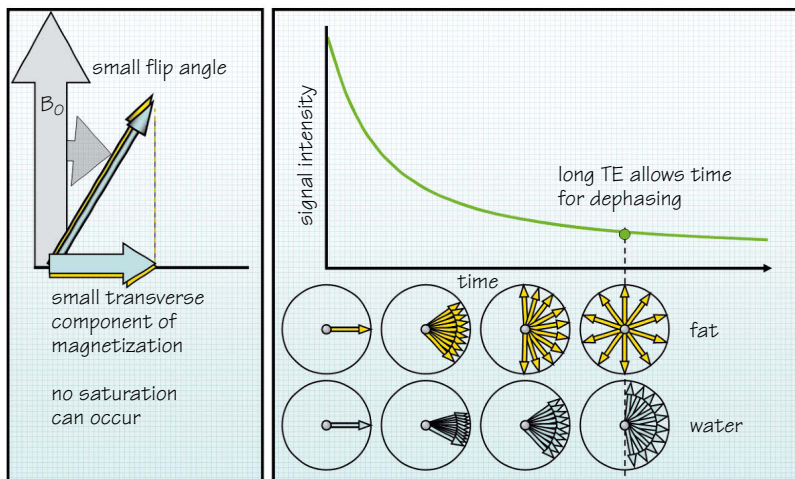 small flip angle
B0
small transverse
component of
magnetization
no saturation
can occur
signal intensity
long TE allows time
for dephasing
time
fat
water